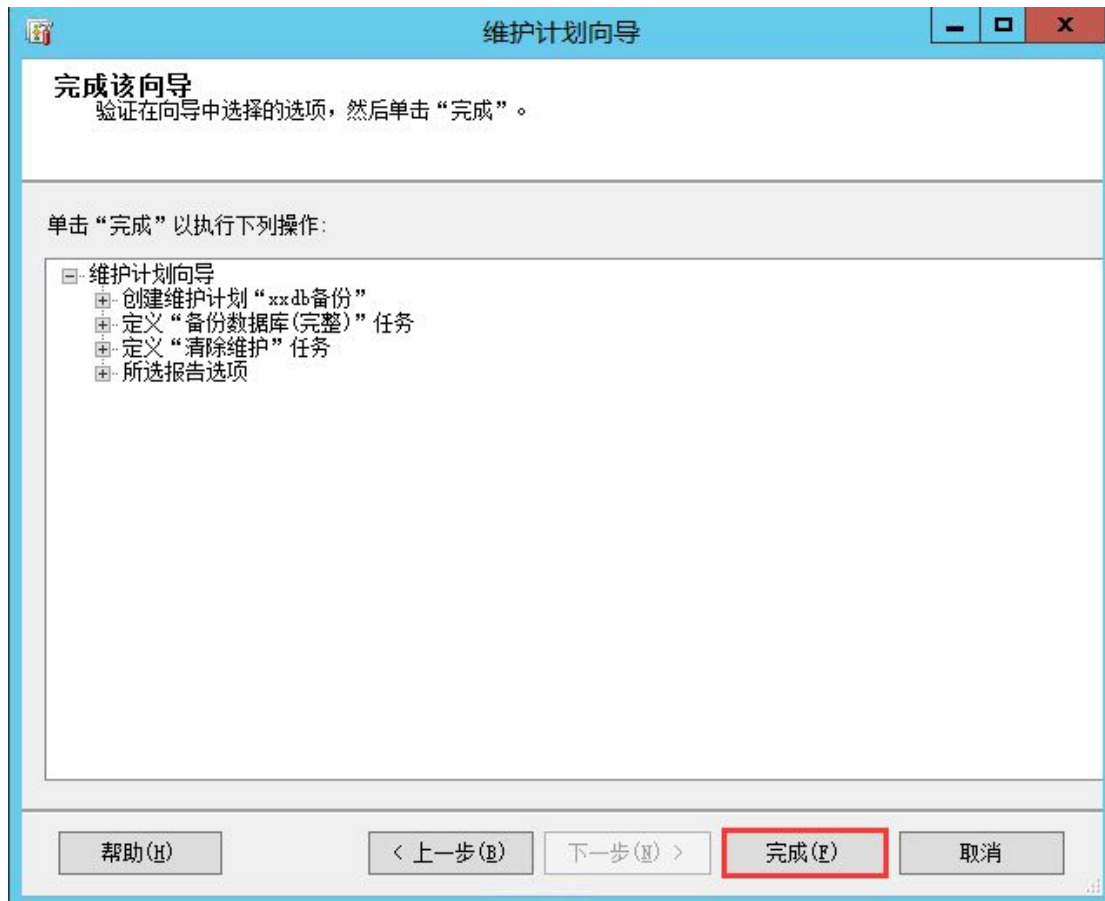 维护计划向导
完成该向导
验证在向导中选择的选项，然后单击“完成”。
单击“完成”以执行下列操作:
维护计划向导
创建维护计划“xxdb备份”
定义“备份数据库(完整)”任务
定义“清除维护”任务
所选报告选项
帮助(H) < 上一步(B) 下一步(N) > 完成(F) 取消